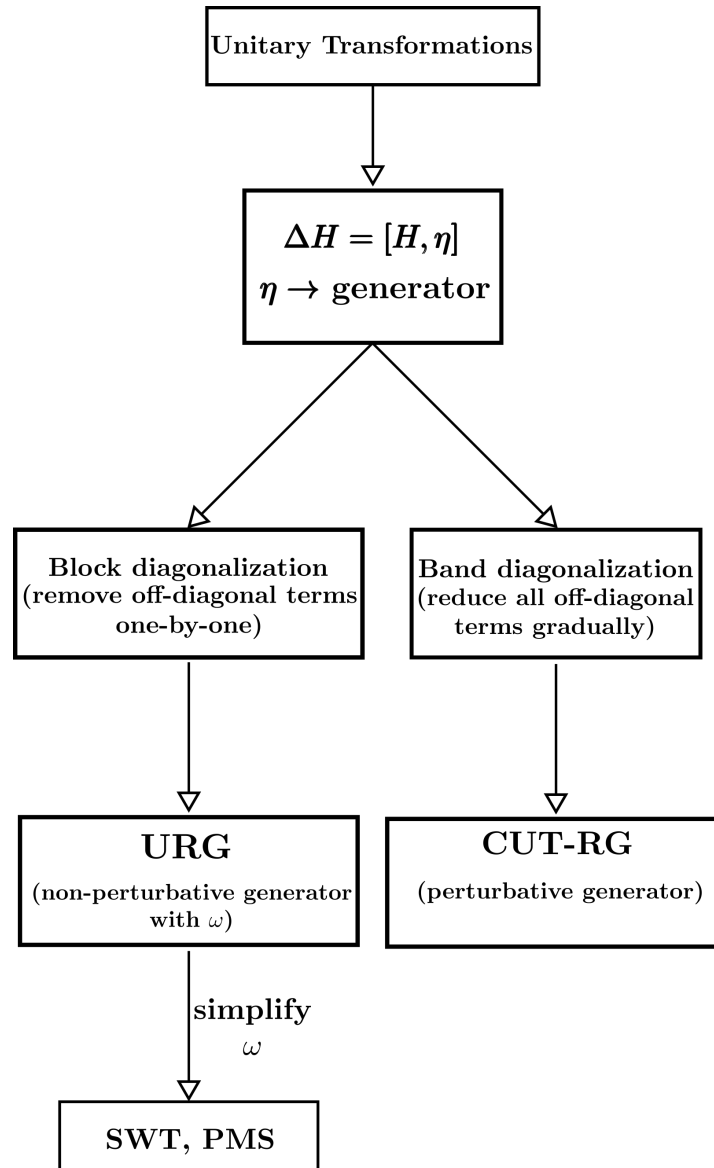 Unitary Transformations
ΔH = [H, η]
η → generator
Block diagonalization
(remove off-diagonal terms
one-by-one)
Band diagonalization
(reduce all off-diagonal
terms gradually)
URG
(non-perturbative generator
with ω)
CUT-RG
(perturbative generator)
simplify
ω
SWT, PMS